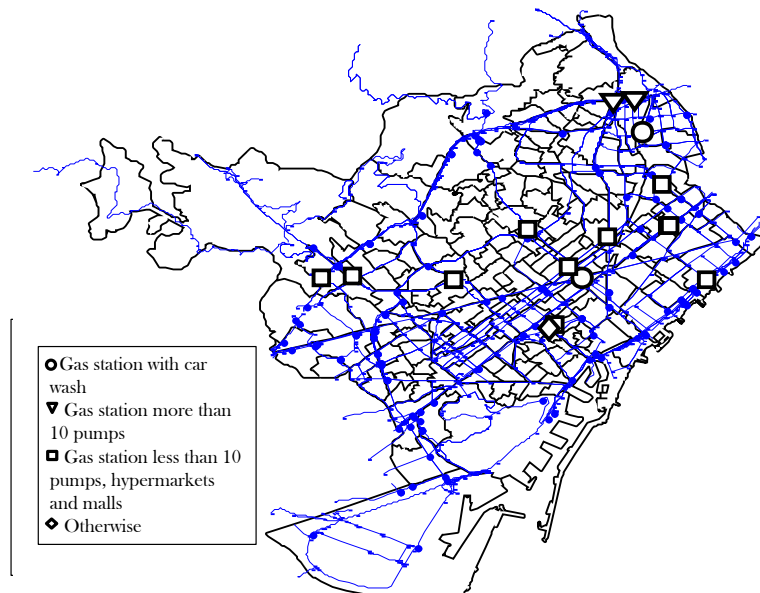 Gas station with car
wash
Gas station more than
10 pumps
Gas station less than 10
pumps, hypermarkets
and malls
Otherwise